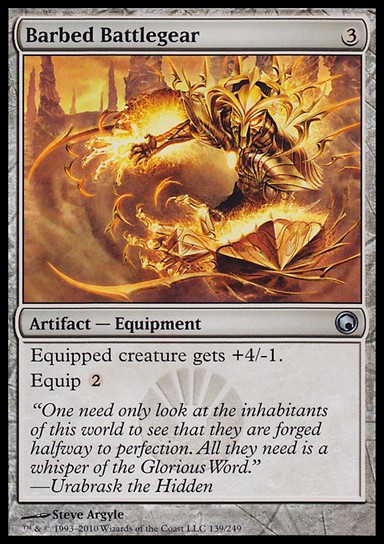 Barbed Battlegear 3
Artifact — Equipment
Equipped creature gets +4/-1.
Equip 2
“One need only look at the inhabitants
of this world to see that they are forged
halfway to perfection. All they need is a
whisper of the Glorious Word.”
—Urabrask the Hidden
Steve Argyle
™ & © 1993–2010 Wizards of the Coast LLC 139/249